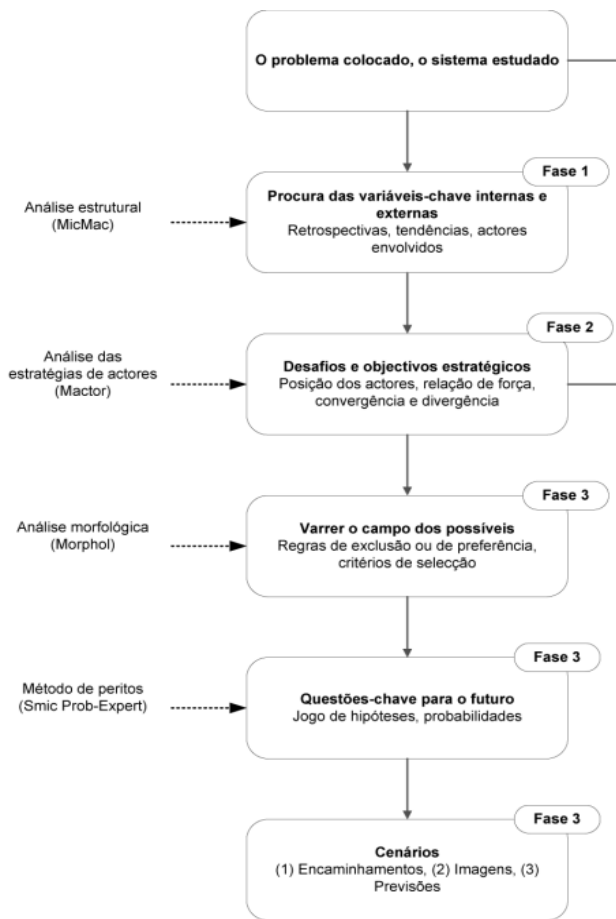 O problema colocado, o sistema estudado
Fase 1
Procura das variáveis-chave internas e
externas
Retrospectivas, tendências, actores
envolvidos
Análise estrutural
(MicMac)
Fase 2
Desafios e objectivos estratégicos
Posição dos actores, relação de força,
convergência e divergência
Análise das
estratégias de actores
(Mactor)
Fase 3
Varrer o campo dos possíveis
Regras de exclusão ou de preferência,
critérios de selecção
Análise morfológica
(Morphol)
Fase 3
Questões-chave para o futuro
Jogo de hipóteses, probabilidades
Método de peritos
(Smic Prob-Expert)
Fase 3
Cenários
(1) Encaminhamentos, (2) Imagens, (3)
Previsões